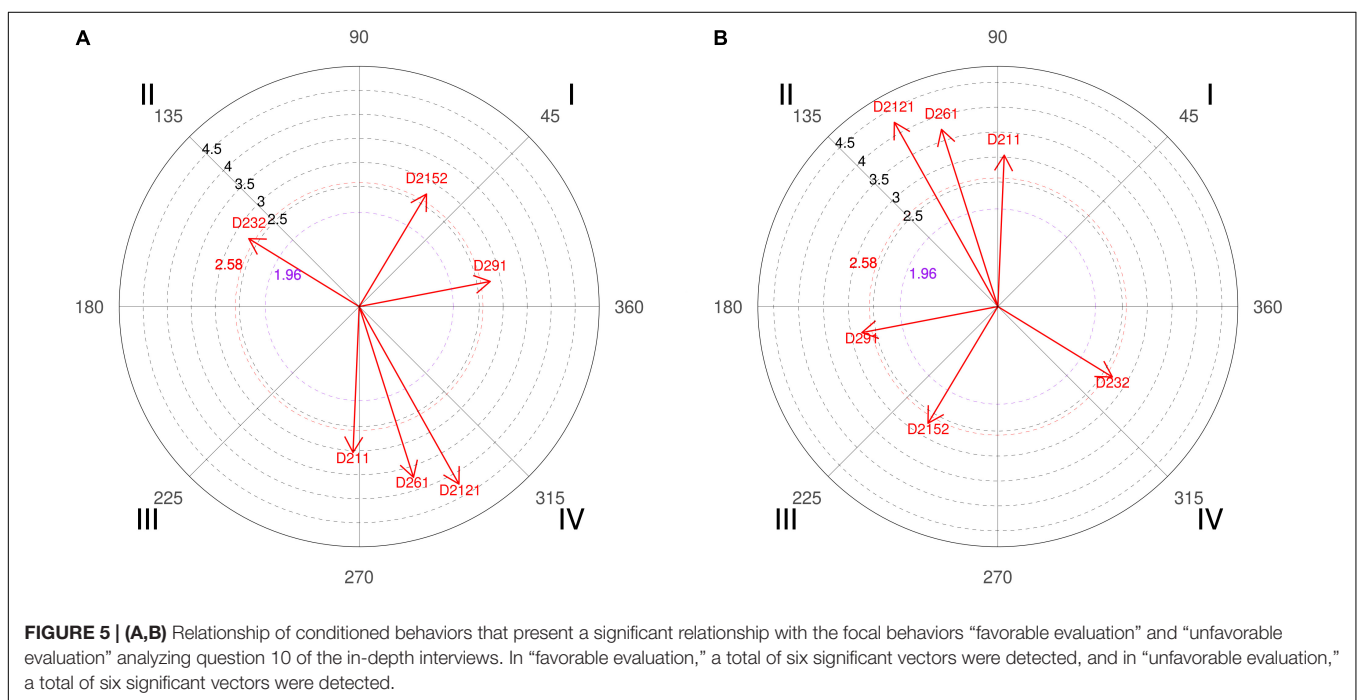 A
90
II
I
135
45
4.5
4
3.5
3
2.5
D2152
D232
D291
2.58
1.96
180
360
D211
D261
D2121
225
315
III
IV
270
B
90
II
I
135
45
D2121
D261
D211
4.5
4
3.5
3
2.5
2.58
1.96
180
360
D291
D232
D2152
225
315
III
IV
270
FIGURE 5 | (A,B) Relationship of conditioned behaviors that present a significant relationship with the focal behaviors “favorable evaluation” and “unfavorable
evaluation” analyzing question 10 of the in-depth interviews. In “favorable evaluation,” a total of six significant vectors were detected, and in “unfavorable evaluation,”
a total of six significant vectors were detected.